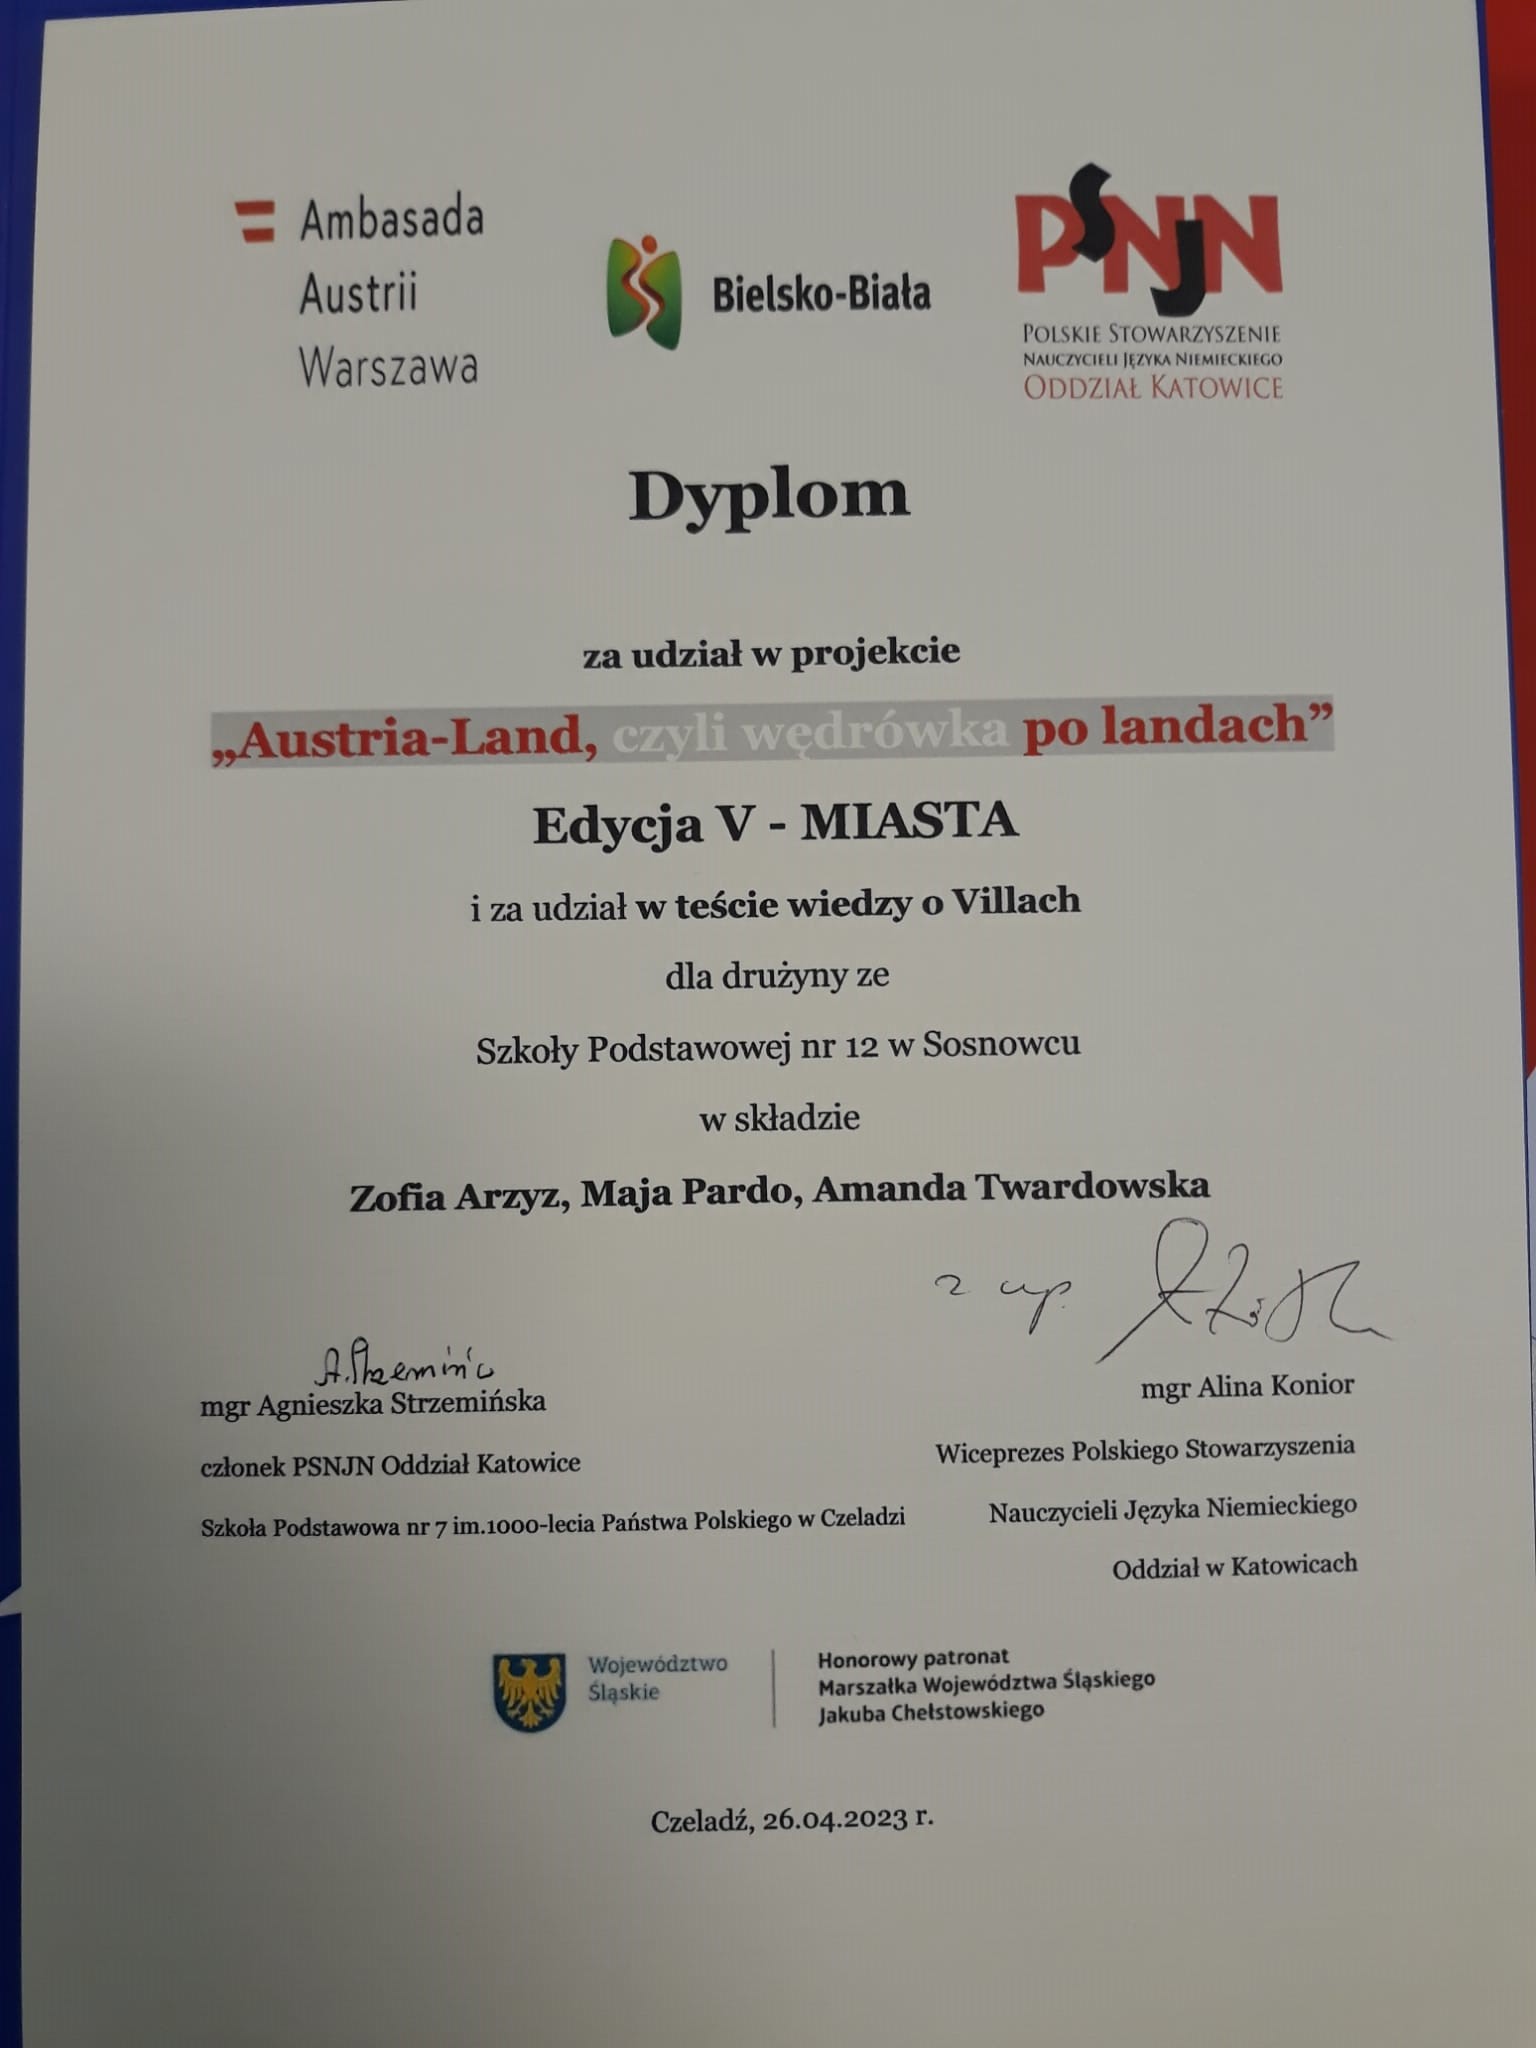 Ambasada
Austrii
Warszawa
Bielsko-Biała
PSNJN
POLSKIE STOWARZYSZENIE
NAUCZYCIELI JĘZYKA NIEMIECKIEGO
ODDZIAŁ KATOWICE
Dyplom
za udział w projekcie
„Austria-Land, czyli wędrówka po landach”
Edycja V - MIASTA
i za udział w teście wiedzy o Villach
dla drużyny ze
Szkoły Podstawowej nr 12 w Sosnowcu
w składzie
Zofia Arzyz, Maja Pardo, Amanda Twardowska
z up.
mgr Agnieszka Strzemińska
członek PSNJN Oddział Katowice
Szkoła Podstawowa nr 7 im.1000-lecia Państwa Polskiego w Czeladzi
mgr Alina Konior
Wiceprezes Polskiego Stowarzyszenia
Nauczycieli Języka Niemieckiego
Oddział w Katowicach
Województwo
Śląskie
Honorowy patronat
Marszałka Województwa Śląskiego
Jakuba Chełstowskiego
Czeladź, 26.04.2023 r.